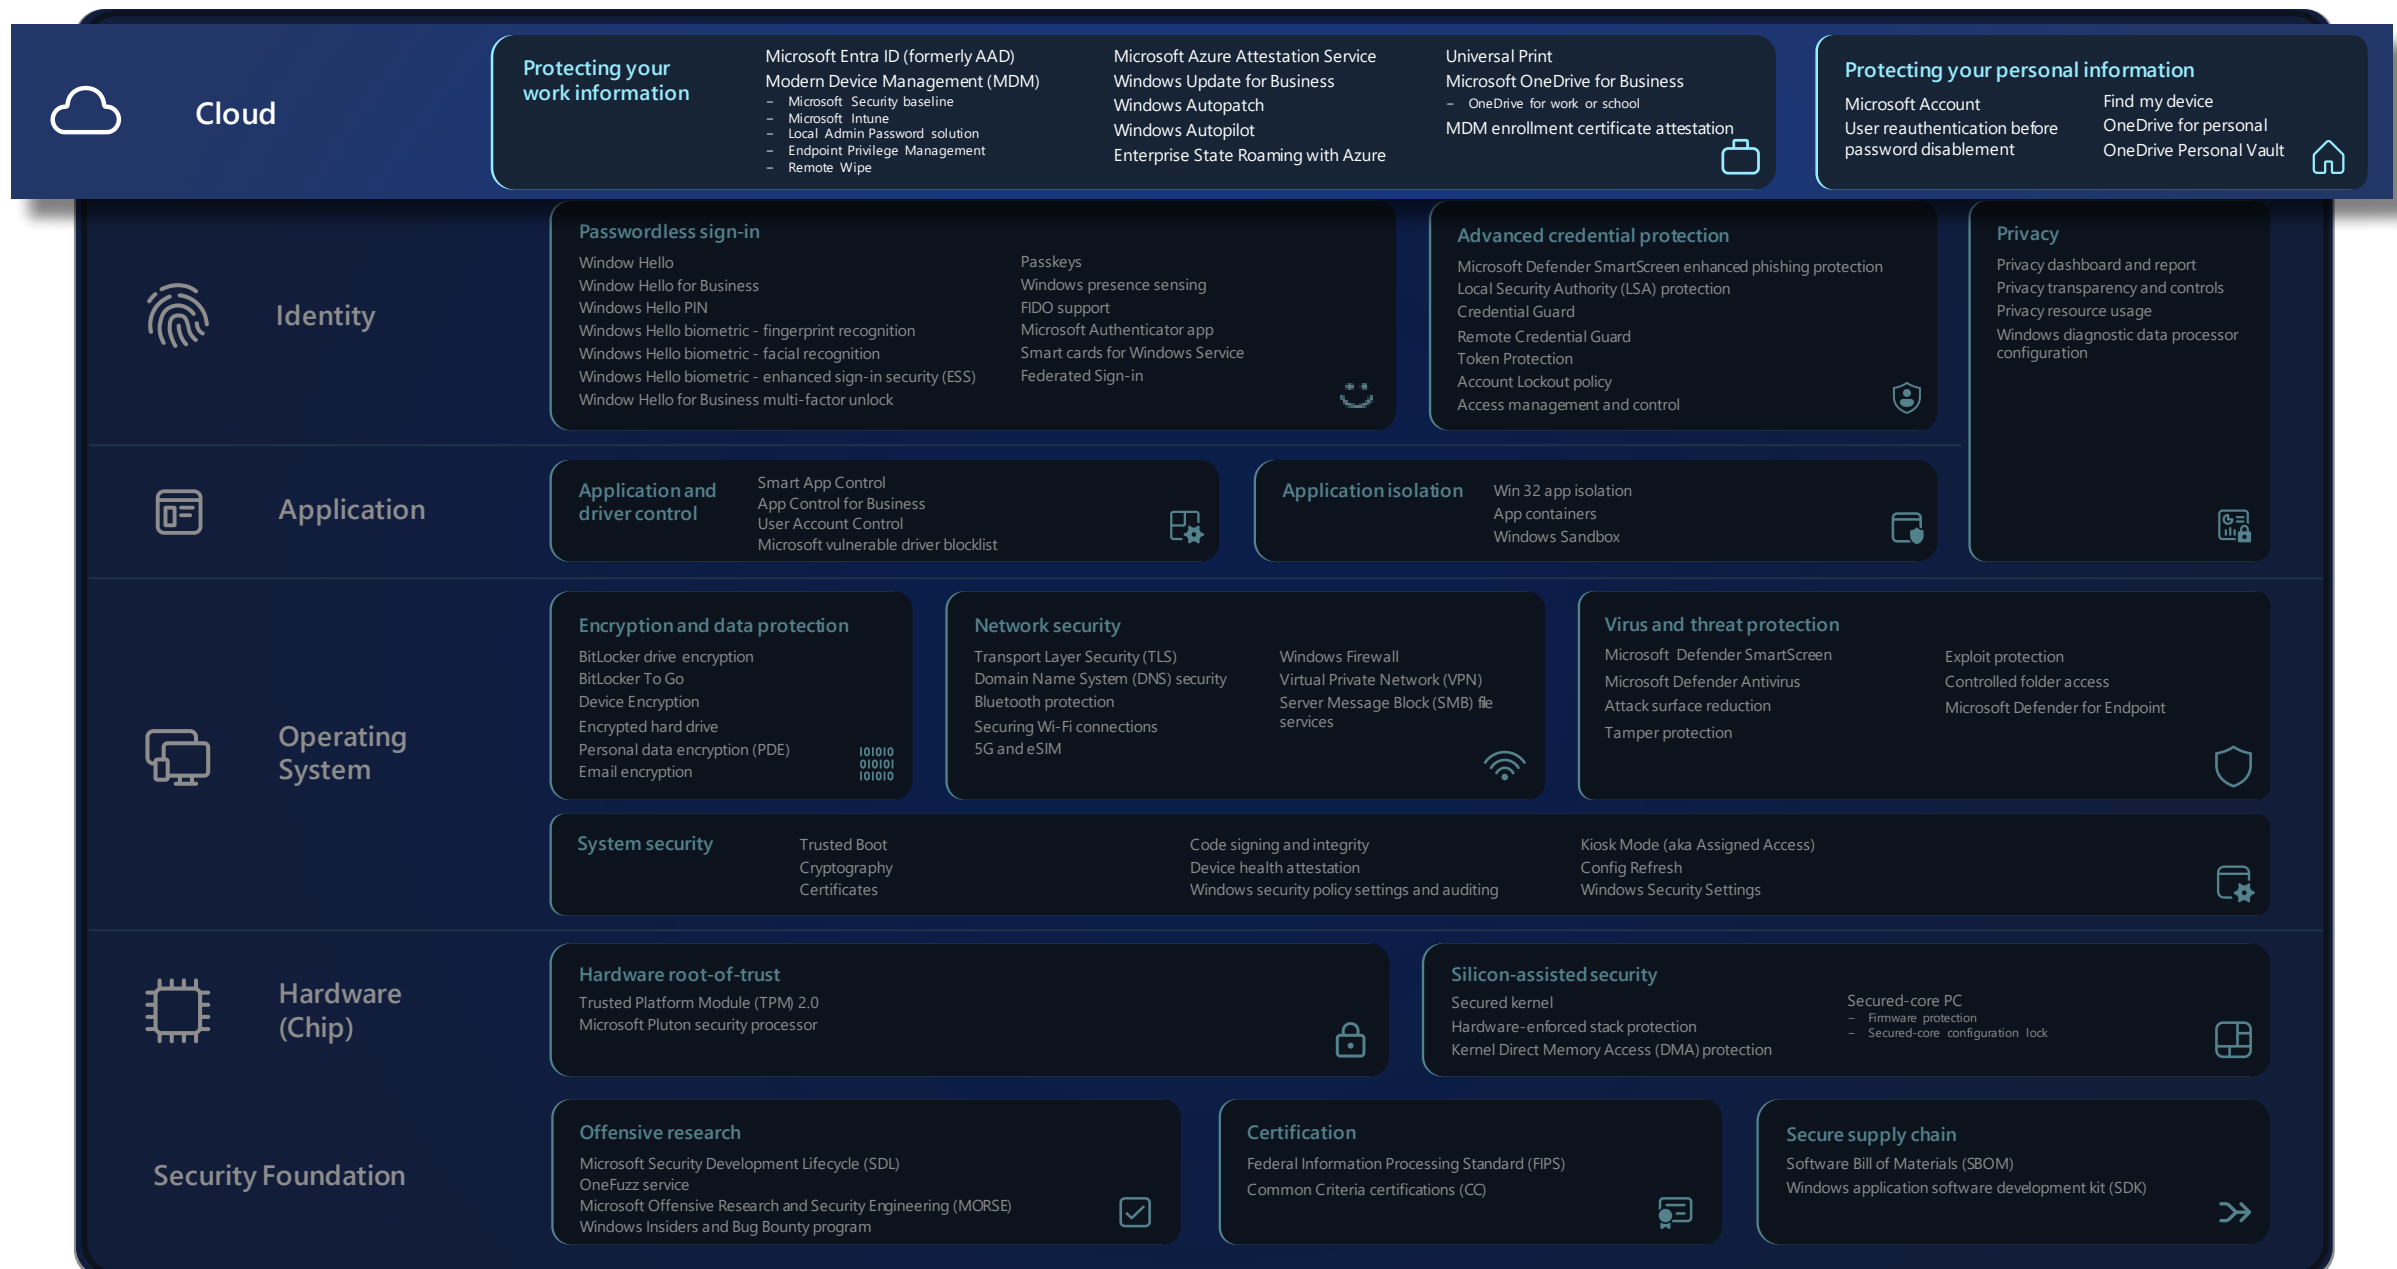 Cloud
Protecting your
work information
Microsoft Entra ID (formerly AAD)
Modern Device Management (MDM)
– Microsoft Security baseline
– Microsoft Intune
– Local Admin Password solution
– Endpoint Privilege Management
– Remote Wipe
Microsoft Azure Attestation Service
Windows Update for Business
Windows Autopatch
Windows Autopilot
Enterprise State Roaming with Azure
Universal Print
Microsoft OneDrive for Business
– OneDrive for work or school
MDM enrollment certificate attestation
Protecting your personal information
Microsoft Account
User reauthentication before
password disablement
Find my device
OneDrive for personal
OneDrive Personal Vault
Identity
Passwordless sign-in
Window Hello
Window Hello for Business
Windows Hello PIN
Windows Hello biometric - fingerprint recognition
Windows Hello biometric - facial recognition
Windows Hello biometric - enhanced sign-in security (ESS)
Window Hello for Business multi-factor unlock
Passkeys
Windows presence sensing
FIDO support
Microsoft Authenticator app
Smart cards for Windows Service
Federated Sign-in
Advanced credential protection
Microsoft Defender SmartScreen enhanced phishing protection
Local Security Authority (LSA) protection
Credential Guard
Remote Credential Guard
Token Protection
Account Lockout policy
Access management and control
Privacy
Privacy dashboard and report
Privacy transparency and controls
Privacy resource usage
Windows diagnostic data processor
configuration
Application
Application and
driver control
Smart App Control
App Control for Business
User Account Control
Microsoft vulnerable driver blocklist
Application isolation
Win 32 app isolation
App containers
Windows Sandbox
Operating
System
Encryption and data protection
BitLocker drive encryption
BitLocker To Go
Device Encryption
Encrypted hard drive
Personal data encryption (PDE)
Email encryption
101010
010101
101010
Network security
Transport Layer Security (TLS)
Domain Name System (DNS) security
Bluetooth protection
Securing Wi-Fi connections
5G and eSIM
Windows Firewall
Virtual Private Network (VPN)
Server Message Block (SMB) file
services
Virus and threat protection
Microsoft Defender SmartScreen
Microsoft Defender Antivirus
Attack surface reduction
Tamper protection
Exploit protection
Controlled folder access
Microsoft Defender for Endpoint
System security
Trusted Boot
Cryptography
Certificates
Code signing and integrity
Device health attestation
Windows security policy settings and auditing
Kiosk Mode (aka Assigned Access)
Config Refresh
Windows Security Settings
Hardware
(Chip)
Hardware root-of-trust
Trusted Platform Module (TPM) 2.0
Microsoft Pluton security processor
Silicon-assisted security
Secured kernel
Hardware-enforced stack protection
Kernel Direct Memory Access (DMA) protection
Secured-core PC
– Firmware protection
– Secured-core configuration lock
Security Foundation
Offensive research
Microsoft Security Development Lifecycle (SDL)
OneFuzz service
Microsoft Offensive Research and Security Engineering (MORSE)
Windows Insiders and Bug Bounty program
Certification
Federal Information Processing Standard (FIPS)
Common Criteria certifications (CC)
Secure supply chain
Software Bill of Materials (SBOM)
Windows application software development kit (SDK)